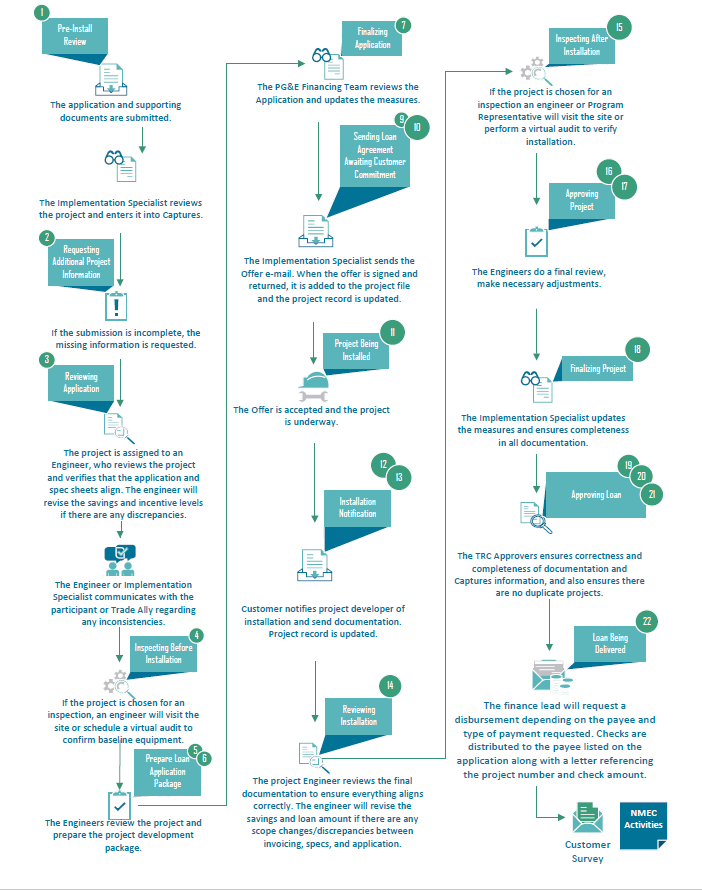 1
Pre-Install
Review
The application and supporting
documents are submitted.
The Implementation Specialist reviews
the project and enters it into Captures.
2
Requesting
Additional Project
Information
If the submission is incomplete, the
missing information is requested.
3
Reviewing
Application
The project is assigned to an
Engineer, who reviews the project
and verifies that the application and
spec sheets align. The engineer will
revise the savings and incentive levels
if there are any discrepancies.
The Engineer or Implementation
Specialist communicates with the
participant or Trade Ally regarding
any inconsistencies.
4
Inspecting Before
Installation
If the project is chosen for an
inspection, an engineer will visit the
site or schedule a virtual audit to
confirm baseline equipment.
5
6
Prepare Loan
Application
Package
The Engineers review the project and
prepare the project development
package.
7
Finalizing
Application
The PG&E Financing Team reviews the
Application and updates the measures.
9
10
Sending Loan
Agreement
Awaiting Customer
Commitment
The Implementation Specialist sends the
Offer e-mail. When the offer is signed and
returned, it is added to the project file
and the project record is updated.
11
Project Being
Installed
The Offer is accepted and the project
is underway.
12
13
Installation
Notification
Customer notifies project developer of
installation and send documentation.
Project record is updated.
14
Reviewing
Installation
The project Engineer reviews the final
documentation to ensure everything aligns
correctly. The engineer will revise the
savings and loan amount if there are any
scope changes/discrepancies between
invoicing, specs, and application.
15
Inspecting After
Installation
If the project is chosen for an
inspection an engineer or Program
Representative will visit the site or
perform a virtual audit to verify
installation.
16
17
Approving
Project
The Engineers do a final review,
make necessary adjustments.
18
Finalizing Project
The Implementation Specialist updates
the measures and ensures completeness
in all documentation.
19
20
21
Approving Loan
The TRC Approvers ensures correctness and
completeness of documentation and
Captures information, and also ensures there
are no duplicate projects.
22
Loan Being
Delivered
The finance lead will request a
disbursement depending on the payee and
type of payment requested. Checks are
distributed to the payee listed on the
application along with a letter referencing
the project number and check amount.
Customer
Survey
NMEC
Activities